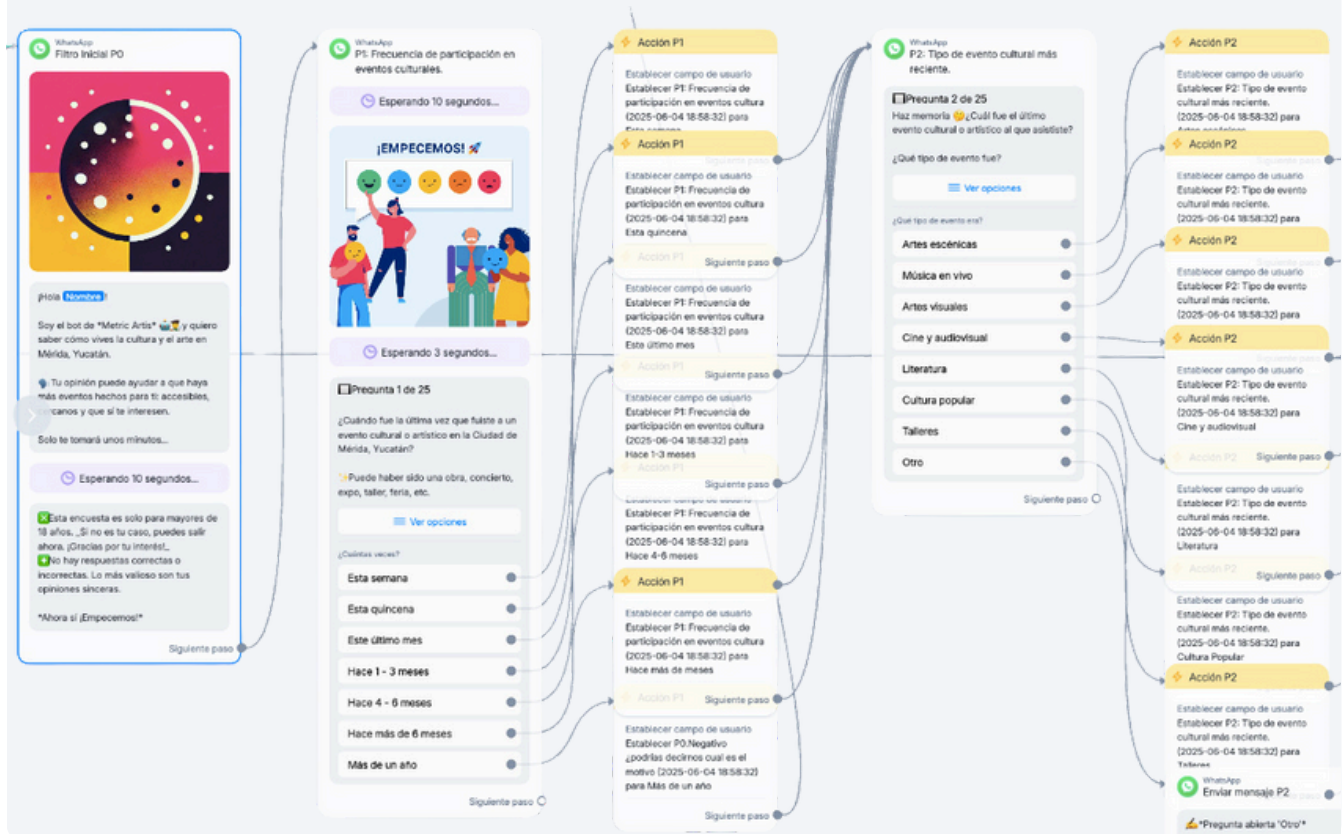 WhatsApp
Filtro Inicial P0
¡Hola Nombre!
Soy el bot de *Metric Artis* y quiero
saber cómo vives la cultura y el arte en
Mérida, Yucatán.
Tu opinión puede ayudar a que haya
más eventos hechos para ti: accesibles,
cercanos y que sí te interesen.
Solo te tomará unos minutos...
Esperando 10 segundos...
Esta encuesta es solo para mayores de
18 años. _Si no es tu caso, puedes salir
ahora. ¡Gracias por tu interés!_
No hay respuestas correctas o
incorrectas. Lo más valioso son tus
opiniones sinceras.
*Ahora sí ¡Empecemos!*
Siguiente paso
WhatsApp
P1: Frecuencia de participación en
eventos culturales.
Esperando 10 segundos...
¡EMPECEMOS!
Esperando 3 segundos...
Pregunta 1 de 25
¿Cuándo fue la última vez que fuiste a un
evento cultural o artístico en la Ciudad de
Mérida, Yucatán?
Puede haber sido una obra, concierto,
expo, taller, feria, etc.
Ver opciones
¿Cuántas veces?
Esta semana
Esta quincena
Este último mes
Hace 1 - 3 meses
Hace 4 - 6 meses
Hace más de 6 meses
Más de un año
Siguiente paso
Acción P1
Establecer campo de usuario
Establecer P1: Frecuencia de
participación en eventos cultura
(2025-06-04 18:58:32) para
Esta semana
Acción P1
Siguiente paso
Establecer campo de usuario
Establecer P1: Frecuencia de
participación en eventos cultura
(2025-06-04 18:58:32) para
Esta quincena
Acción P1
Siguiente paso
Establecer campo de usuario
Establecer P1: Frecuencia de
participación en eventos cultura
(2025-06-04 18:58:32) para
Este último mes
Acción P1
Siguiente paso
Establecer campo de usuario
Establecer P1: Frecuencia de
participación en eventos cultura
(2025-06-04 18:58:32) para
Hace 1-3 meses
Acción P1
Siguiente paso
Establecer campo de usuario
Establecer P1: Frecuencia de
participación en eventos cultura
(2025-06-04 18:58:32) para
Hace 4-6 meses
Acción P1
Establecer campo de usuario
Establecer P1: Frecuencia de
participación en eventos cultura
(2025-06-04 18:58:32) para
Hace más de meses
Acción P1
Siguiente paso
Establecer campo de usuario
Establecer P0:Negativo
¿podrías decirnos cual es el
motivo (2025-06-04 18:58:32)
para Más de un año
Siguiente paso
WhatsApp
P2: Tipo de evento cultural más
reciente.
Pregunta 2 de 25
Haz memoria ¿Cuál fue el último
evento cultural o artístico al que asististe?
¿Qué tipo de evento fue?
Ver opciones
¿Qué tipo de evento era?
Artes escénicas
Música en vivo
Artes visuales
Cine y audiovisual
Literatura
Cultura popular
Talleres
Otro
Siguiente paso
Acción P2
Establecer campo de usuario
Establecer P2: Tipo de evento
cultural más reciente.
(2025-06-04 18:58:32) para
Artes escénicas
Acción P2
Siguiente paso
Establecer campo de usuario
Establecer P2: Tipo de evento
cultural más reciente.
(2025-06-04 18:58:32) para
Acción P2
Siguiente paso
Establecer campo de usuario
Establecer P2: Tipo de evento
cultural más reciente.
(2025-06-04 18:58:32) para
Acción P2
Siguiente paso
Establecer campo de usuario
Establecer P2: Tipo de evento
cultural más reciente.
(2025-06-04 18:58:32) para
Cine y audiovisual
Acción P2
Siguiente paso
Establecer campo de usuario
Establecer P2: Tipo de evento
cultural más reciente.
(2025-06-04 18:58:32) para
Literatura
Acción P2
Siguiente paso
Establecer campo de usuario
Establecer P2: Tipo de evento
cultural más reciente.
(2025-06-04 18:58:32) para
Cultura Popular
Acción P2
Siguiente paso
Establecer campo de usuario
Establecer P2: Tipo de evento
cultural más reciente.
(2025-06-04 18:58:32) para
Talleres
WhatsApp
Enviar mensaje P2
*Pregunta abierta 'Otro'*